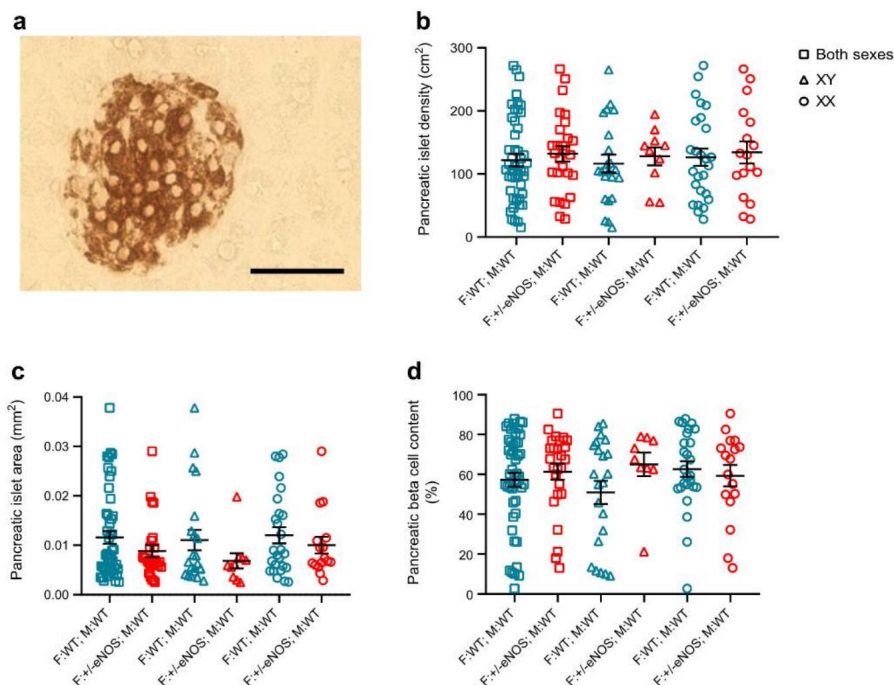 a
b
Pancreatic islet density (cm²)
300
200
100
0
F:WT; M:WT
F:+/-eNOS; M:WT
F:WT; M:WT
F:+/-eNOS; M:WT
F:WT; M:WT
F:+/-eNOS; M:WT
Both sexes
XY
XX
c
Pancreatic islet area (mm²)
0.04
0.03
0.02
0.01
0.00
F:WT; M:WT
F:+/-eNOS; M:WT
F:WT; M:WT
F:+/-eNOS; M:WT
F:WT; M:WT
F:+/-eNOS; M:WT
d
Pancreatic beta cell content
(%)
100
80
60
40
20
0
F:WT; M:WT
F:+/-eNOS; M:WT
F:WT; M:WT
F:+/-eNOS; M:WT
F:WT; M:WT
F:+/-eNOS; M:WT